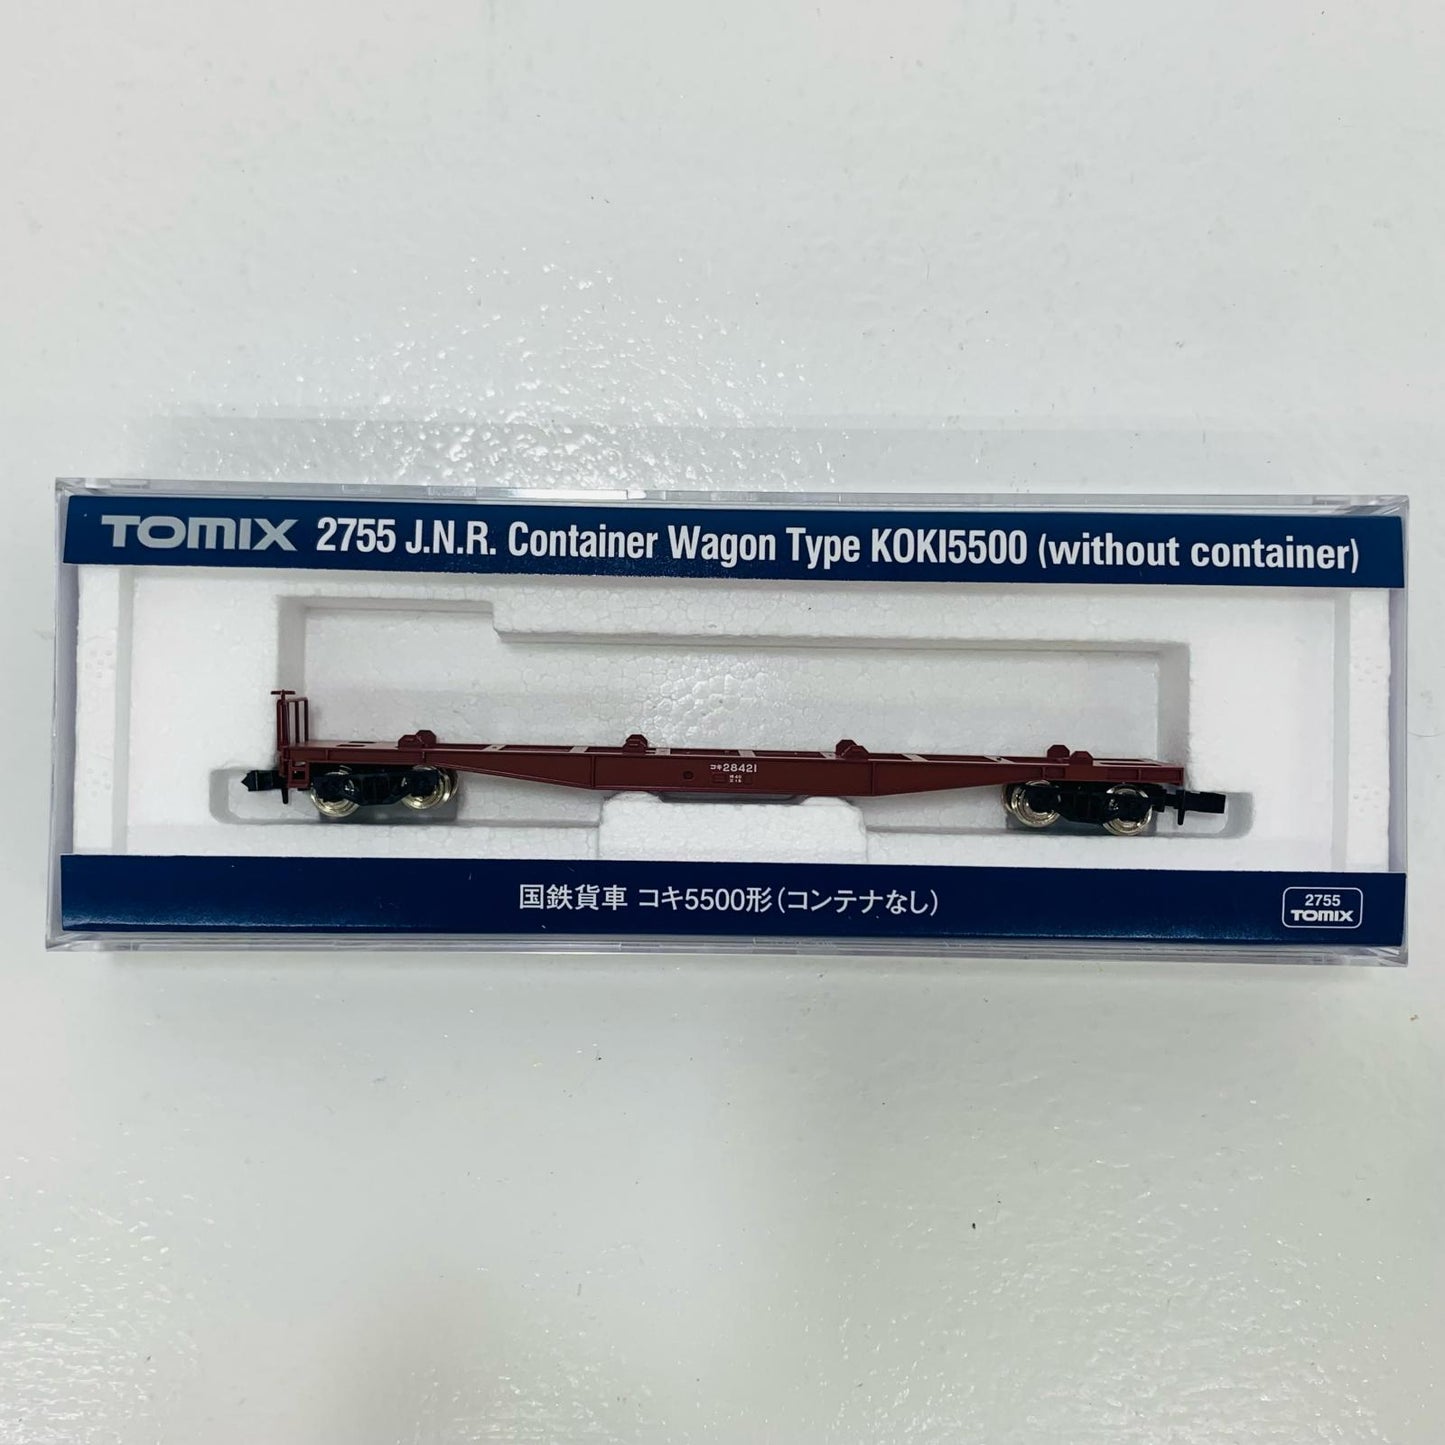 TOMIX 2755 J.N.R. Container Wagon Type KOKI5500 (without container)
コキ28421
国鉄貨車 コキ5500形(コンテナなし)
2755
TOMIX